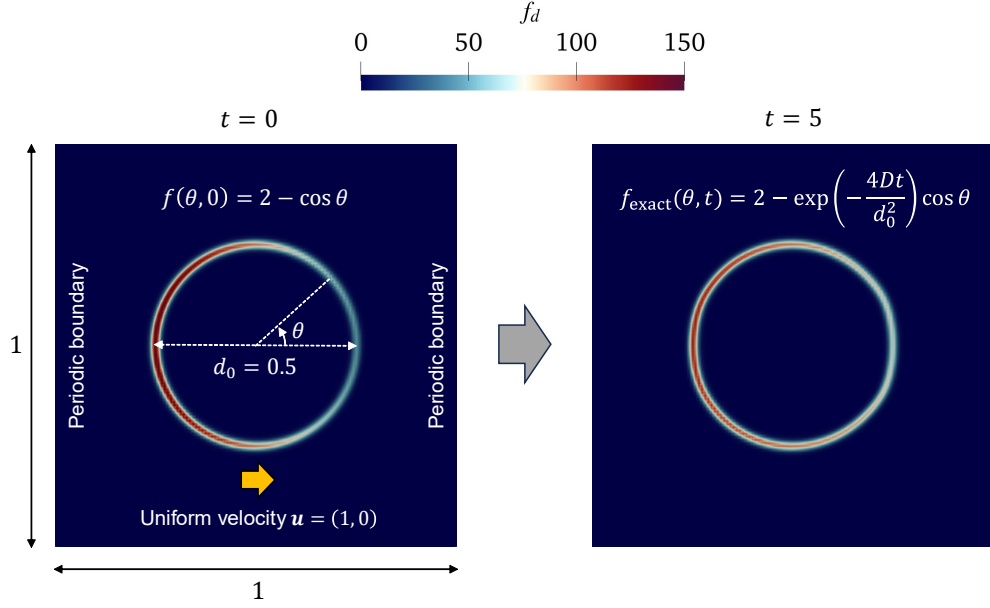 f_d
0 50 100 150
t = 0
t = 5
f(θ, 0) = 2 − cos θ
f_exact(θ, t) = 2 − exp(−4Dt/d_0^2) cos θ
Periodic boundary
Periodic boundary
θ
d_0 = 0.5
1
Uniform velocity u = (1, 0)
1